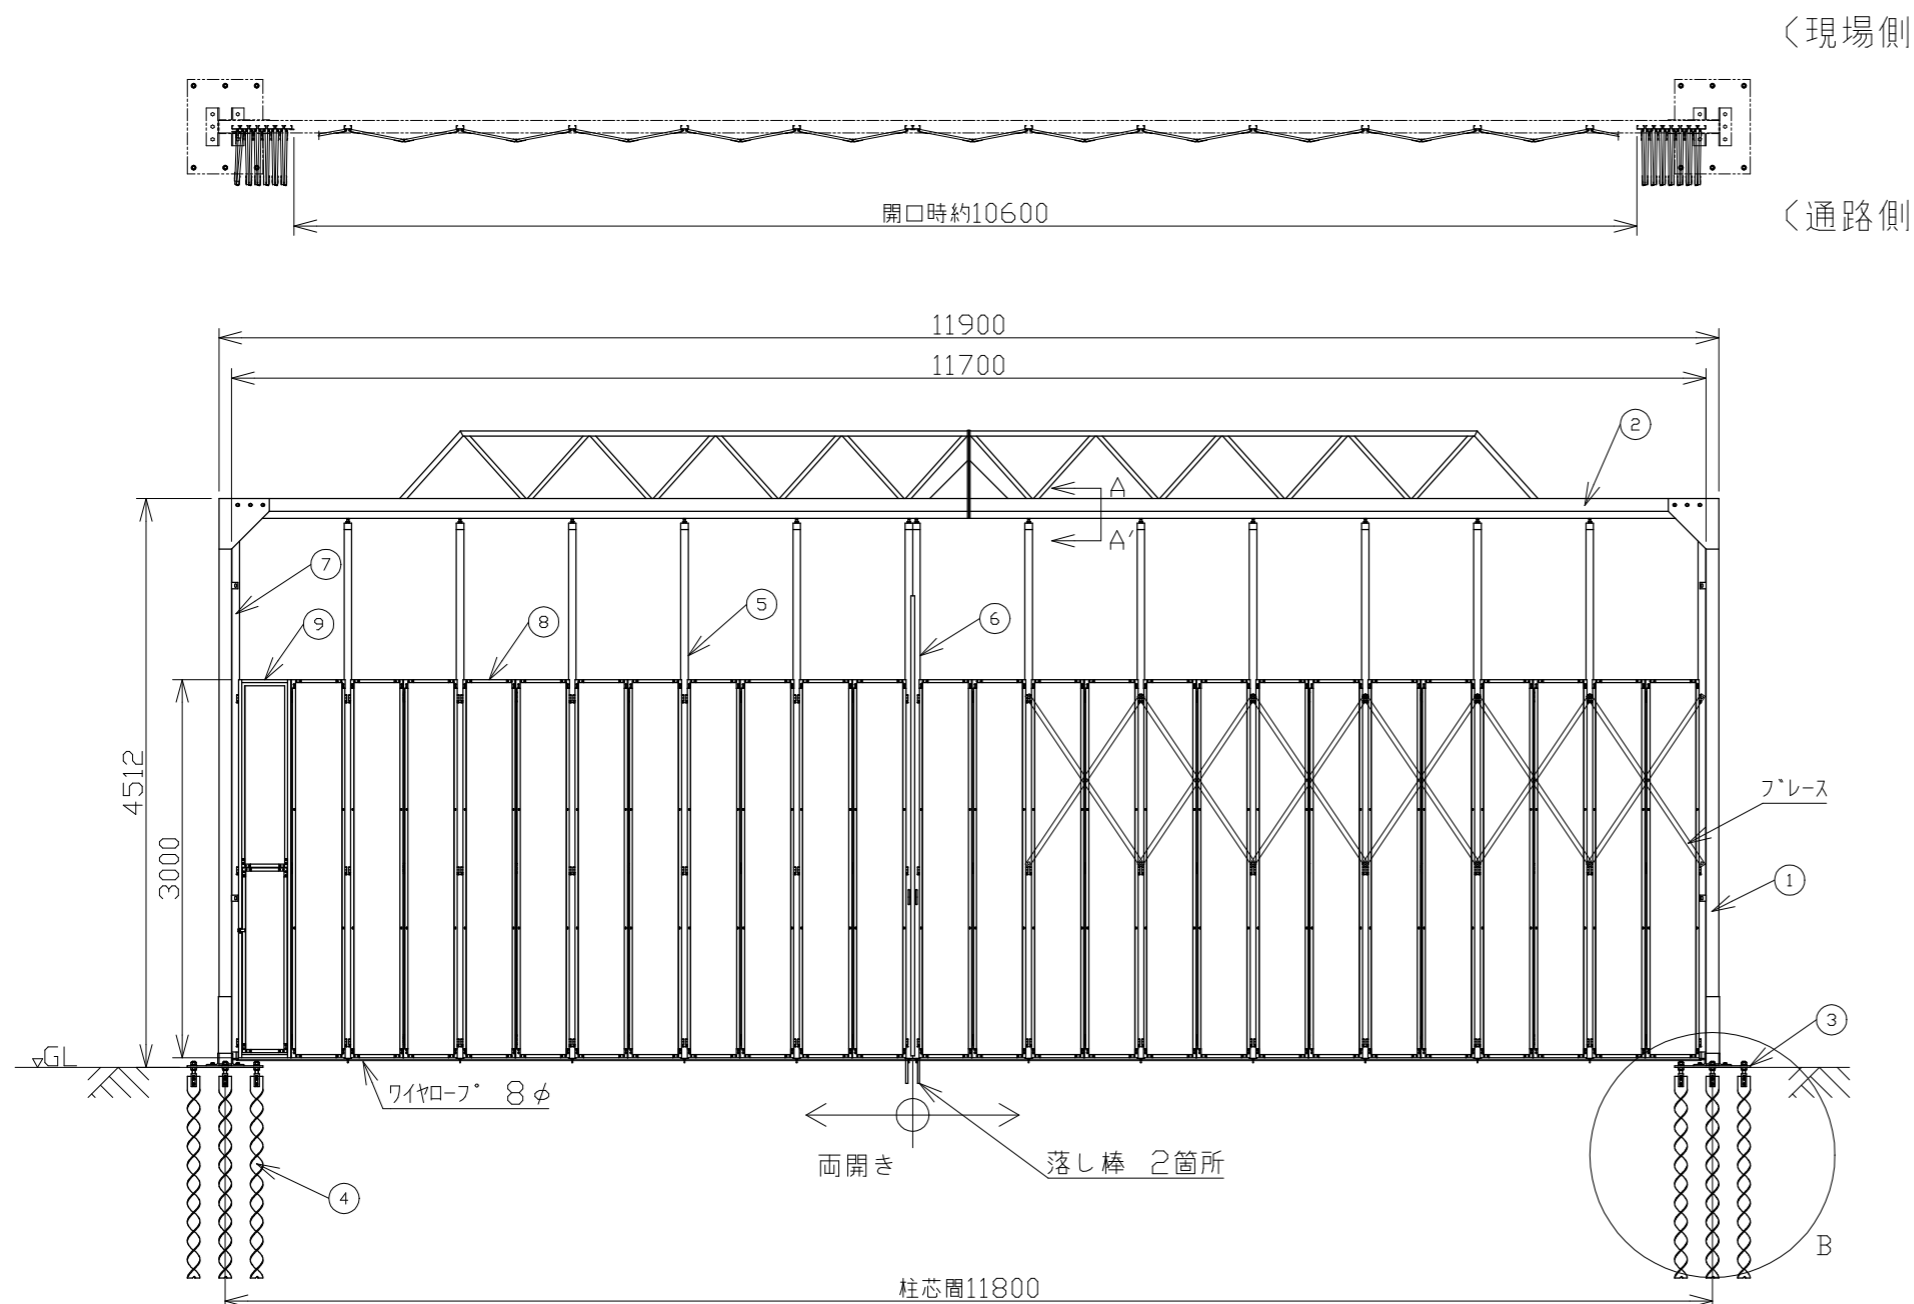 〈現場側
開口時約10600
〈通路側
11900
11700
②
A
A'
⑦
⑤
⑥
⑨
⑧
4512
3000
ブレース
①
③
▽GL
ワイヤロープ 8φ
両開き
落し棒 2箇所
④
B
柱芯間11800